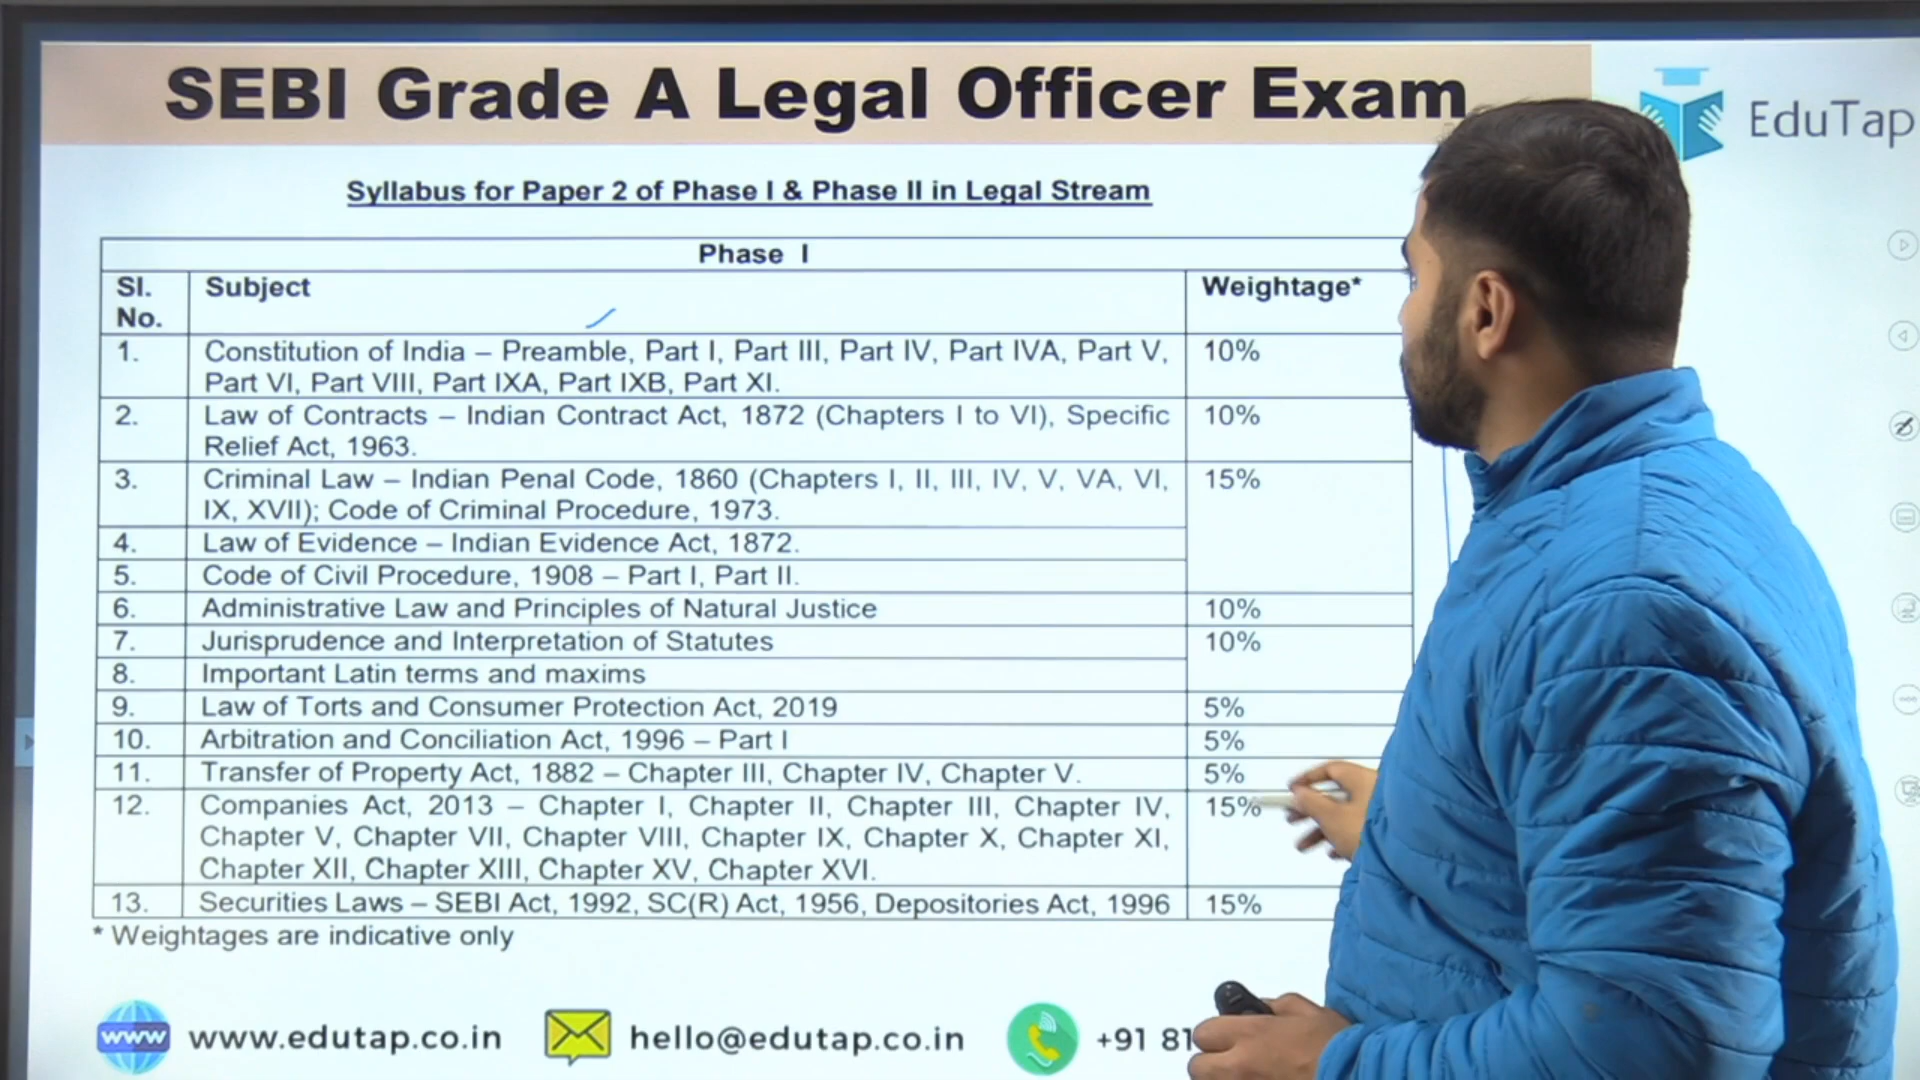 SEBI Grade A Legal Officer Exam
EduTap
Syllabus for Paper 2 of Phase I & Phase II in Legal Stream
Phase I
Sl. No. Subject Weightage*
1. Constitution of India – Preamble, Part I, Part III, Part IV, Part IVA, Part V, 10%
Part VI, Part VIII, Part IXA, Part IXB, Part XI.
2. Law of Contracts – Indian Contract Act, 1872 (Chapters I to VI), Specific 10%
Relief Act, 1963.
3. Criminal Law – Indian Penal Code, 1860 (Chapters I, II, III, IV, V, VA, VI, 15%
IX, XVII); Code of Criminal Procedure, 1973.
4. Law of Evidence – Indian Evidence Act, 1872.
5. Code of Civil Procedure, 1908 – Part I, Part II.
6. Administrative Law and Principles of Natural Justice 10%
7. Jurisprudence and Interpretation of Statutes 10%
8. Important Latin terms and maxims
9. Law of Torts and Consumer Protection Act, 2019 5%
10. Arbitration and Conciliation Act, 1996 – Part I 5%
11. Transfer of Property Act, 1882 – Chapter III, Chapter IV, Chapter V. 5%
12. Companies Act, 2013 – Chapter I, Chapter II, Chapter III, Chapter IV, 15%
Chapter V, Chapter VII, Chapter VIII, Chapter IX, Chapter X, Chapter XI,
Chapter XII, Chapter XIII, Chapter XV, Chapter XVI.
13. Securities Laws – SEBI Act, 1992, SC(R) Act, 1956, Depositories Act, 1996 15%
* Weightages are indicative only
www www.edutap.co.in hello@edutap.co.in +91 81